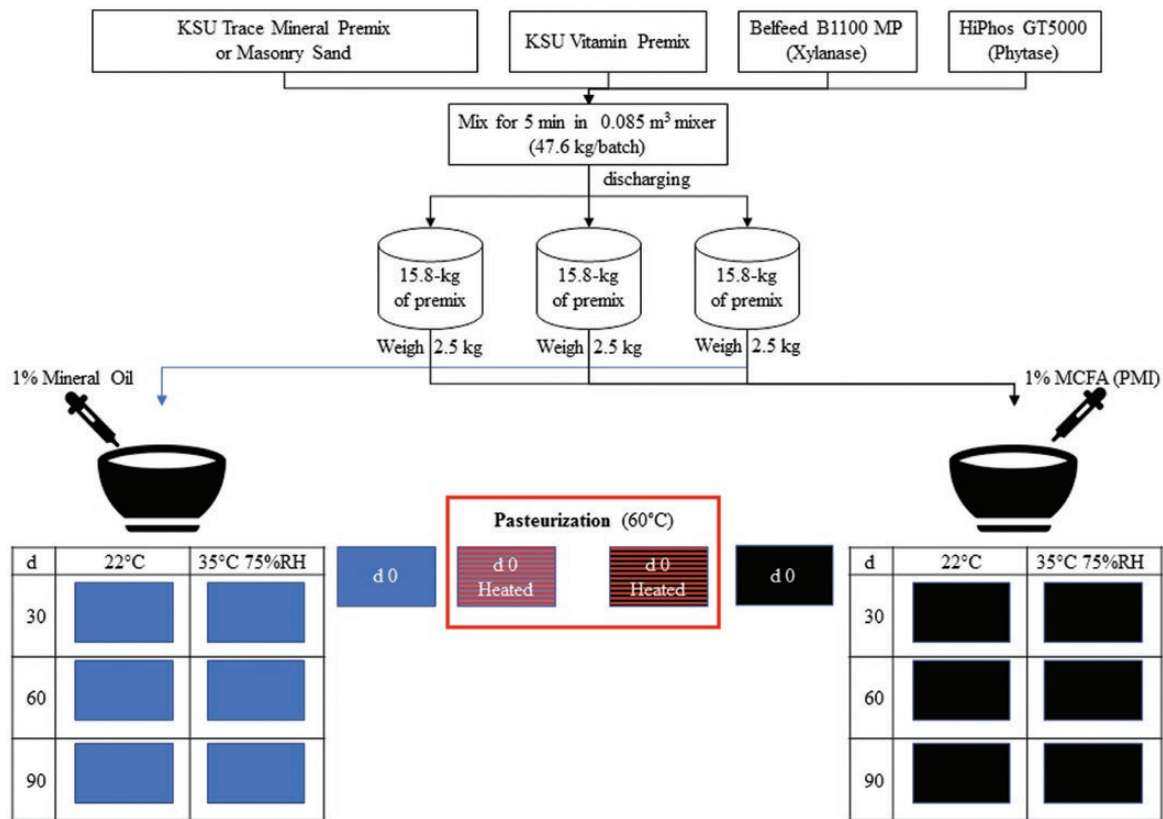 KSU Trace Mineral Premix
or Masonry Sand
KSU Vitamin Premix
Belfeed B1100 MP
(Xylanase)
HiPhos GT5000
(Phytase)
Mix for 5 min in 0.085 m³ mixer
(47.6 kg/batch)
discharging
15.8-kg
of premix
15.8-kg
of premix
15.8-kg
of premix
Weigh 2.5 kg
Weigh 2.5 kg
Weigh 2.5 kg
1% Mineral Oil
1% MCFA (PMI)
Pasteurization (60°C)
d 0
d 0
Heated
d 0
Heated
d 0
d 22°C 35°C 75%RH
30
60
90
d 22°C 35°C 75%RH
30
60
90